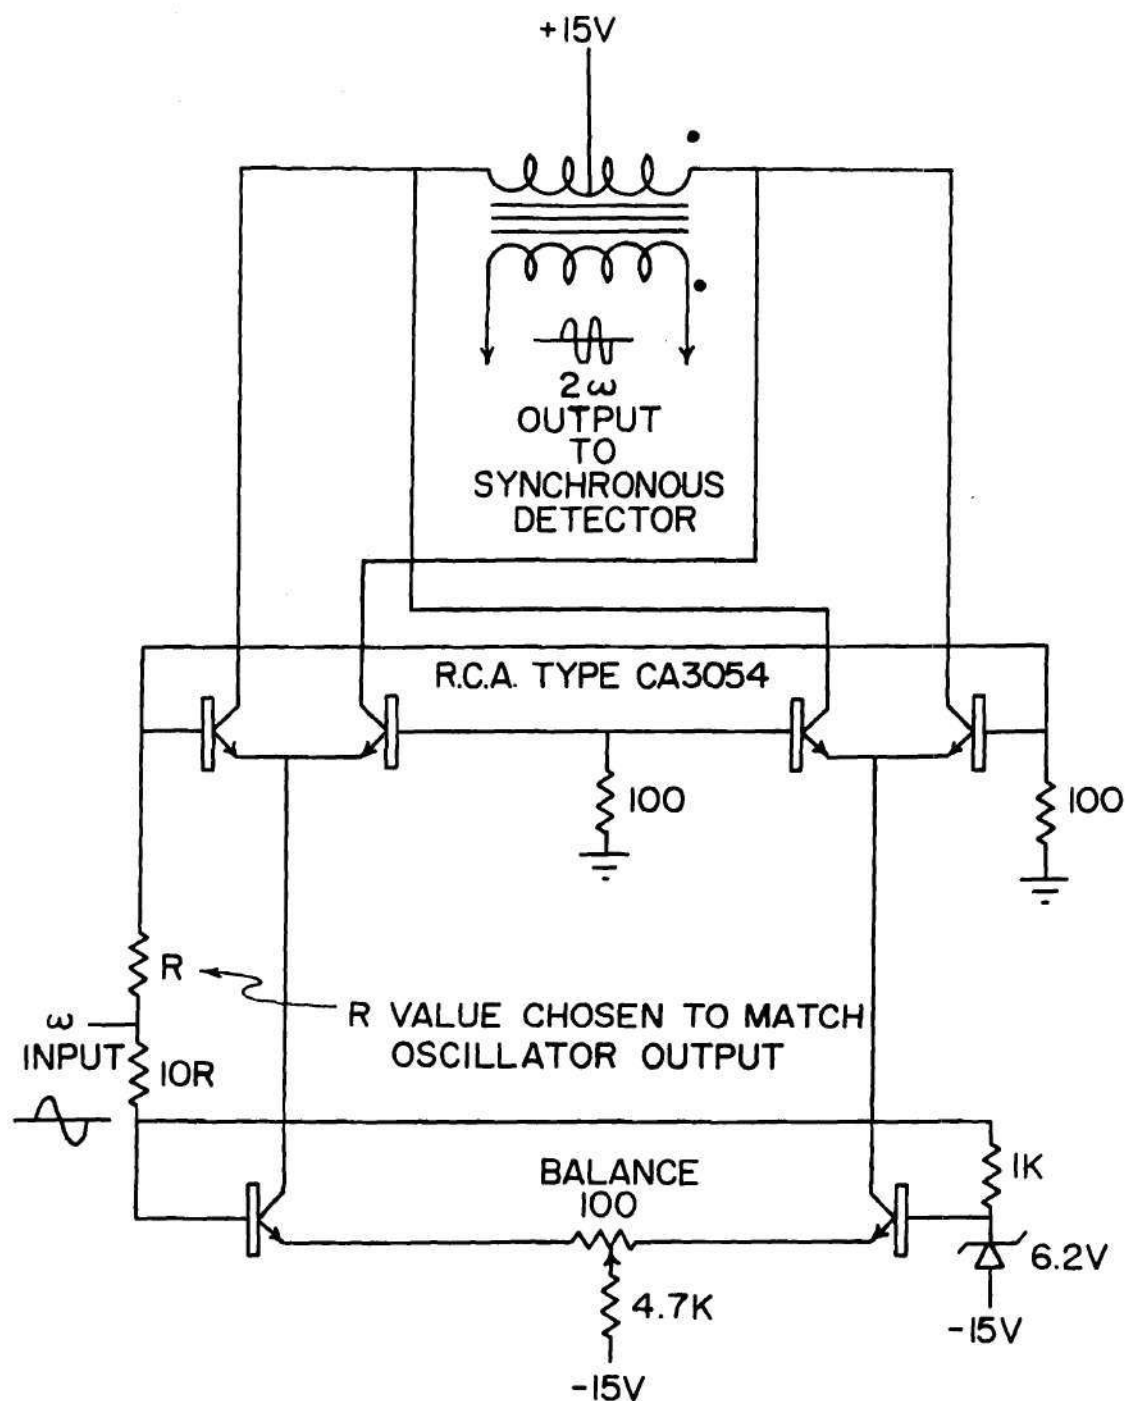 +15V
2ω
OUTPUT
TO
SYNCHRONOUS
DETECTOR
R.C.A. TYPE CA3054
100
100
R
R VALUE CHOSEN TO MATCH
OSCILLATOR OUTPUT
ω
INPUT
10R
BALANCE
100
1K
6.2V
4.7K
-15V
-15V